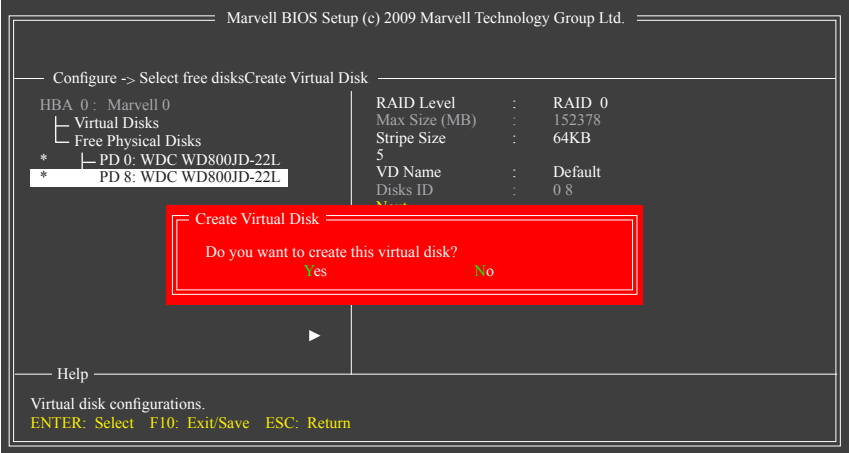 Marvell BIOS Setup (c) 2009 Marvell Technology Group Ltd.
Configure -> Select free disksCreate Virtual Disk
HBA 0 : Marvell 0
Virtual Disks
Free Physical Disks
* PD 0: WDC WD800JD-22L
* PD 8: WDC WD800JD-22L
RAID Level : RAID 0
Max Size (MB) : 152378
Stripe Size : 64KB
5
VD Name : Default
Disks ID : 0 8
Next
Create Virtual Disk
Do you want to create this virtual disk?
Yes No
Help
Virtual disk configurations.
ENTER: Select F10: Exit/Save ESC: Return